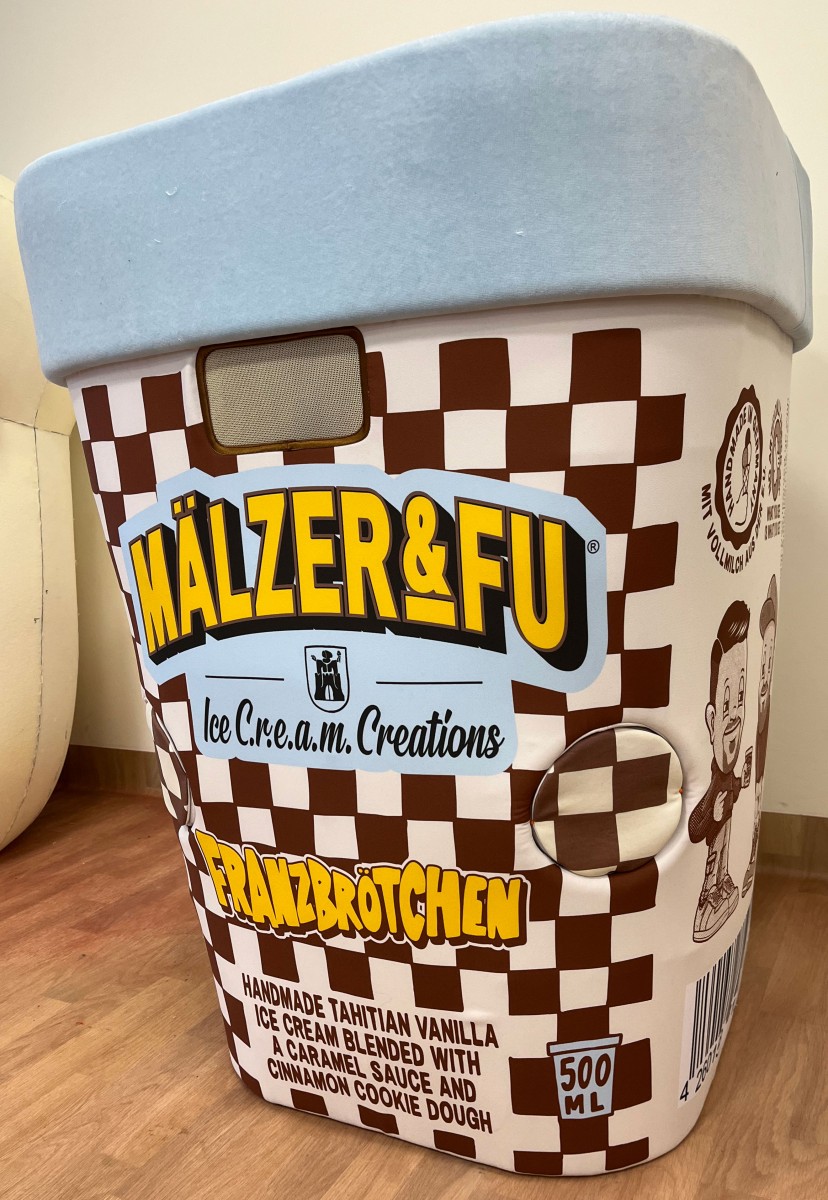 MÄLZER&FU®
Ice C.r.e.a.m. Creations
FRANZBRÖTCHEN
HANDMADE TAHITIAN VANILLA
ICE CREAM BLENDED WITH
A CARAMEL SAUCE AND
CINNAMON COOKIE DOUGH
500
ML
HANDMADE
MIT VOLLMILCH AUS